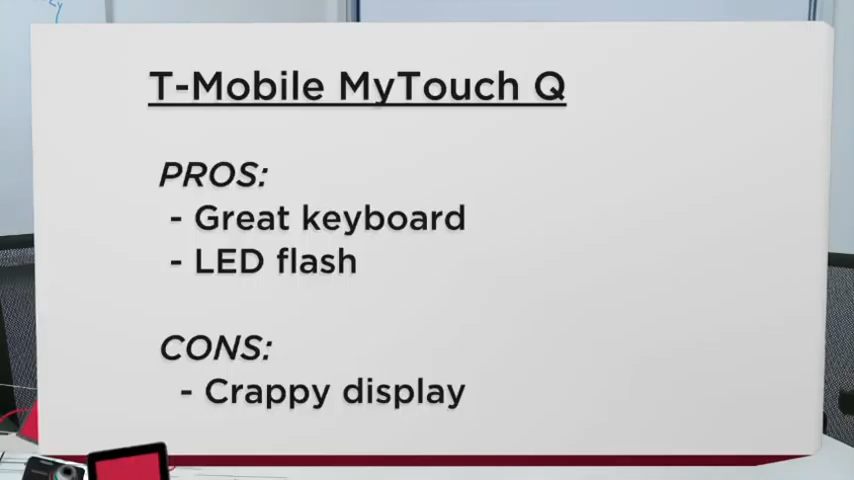 T-Mobile MyTouch Q
PROS:
- Great keyboard
- LED flash
CONS:
- Crappy display